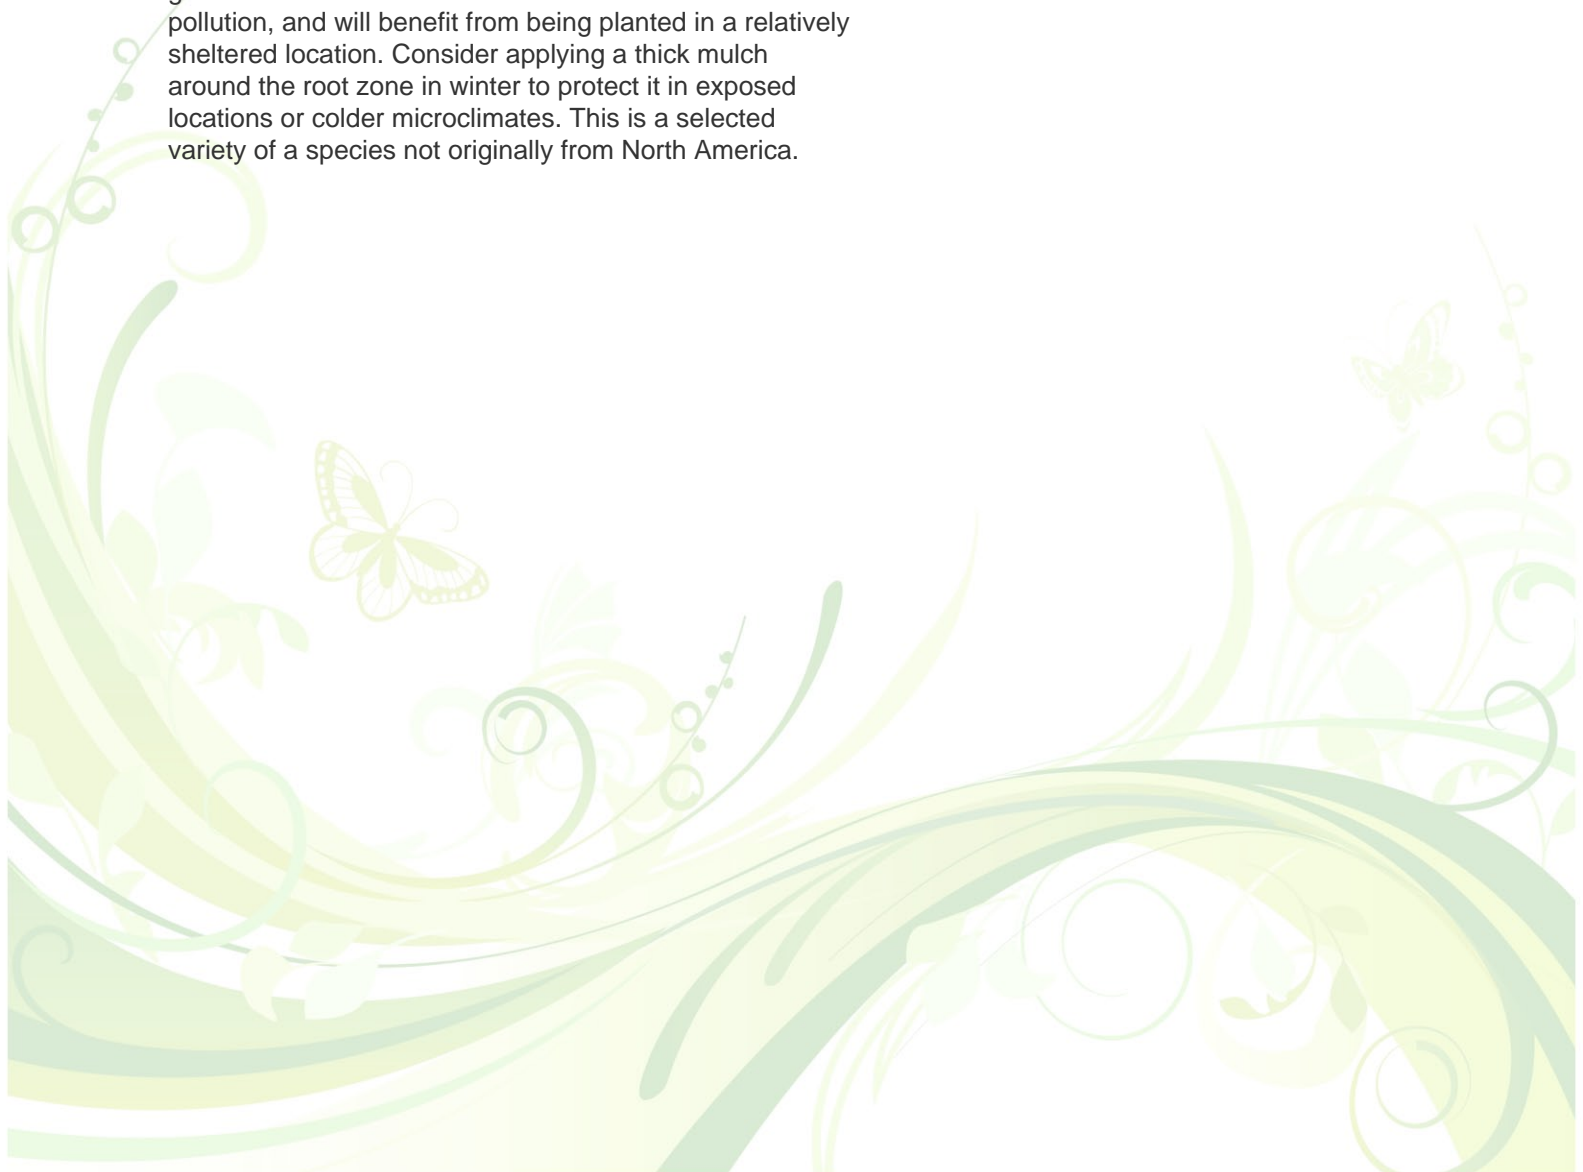 pollution, and will benefit from being planted in a relatively
sheltered location. Consider applying a thick mulch
around the root zone in winter to protect it in exposed
locations or colder microclimates. This is a selected
variety of a species not originally from North America.